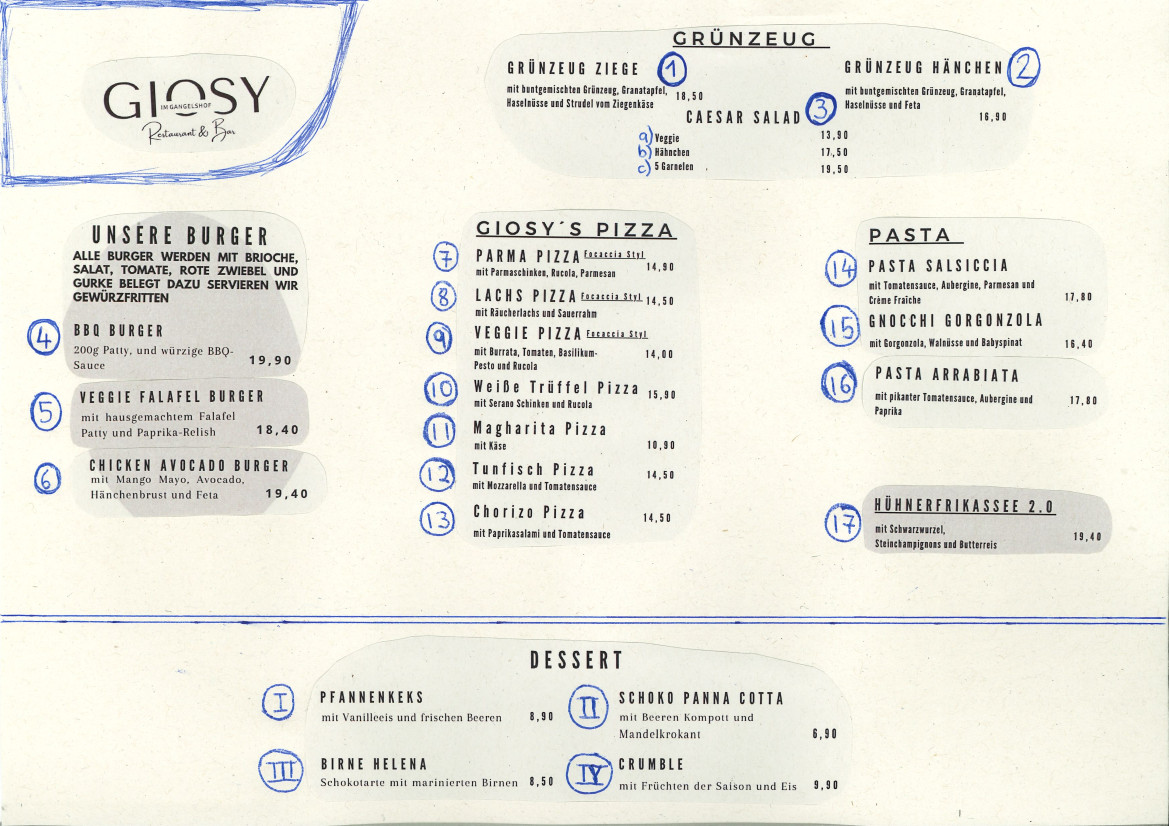 GIOSY
IM GANGELSHOF
Restaurant & Bar
GRÜNZEUG
GRÜNZEUG ZIEGE 1
mit buntgemischten Grünzeug, Granatapfel,
Haselnüsse und Strudel vom Ziegenkäse 18,50
GRÜNZEUG HÄNCHEN 2
mit buntgemischten Grünzeug, Granatapfel,
Haselnüsse und Feta
16,90
CAESAR SALAD 3
a) Veggie 13,90
b) Hähnchen 17,50
c) 5 Garnelen 19,50
UNSERE BURGER
ALLE BURGER WERDEN MIT BRIOCHE,
SALAT, TOMATE, ROTE ZWIEBEL UND
GURKE BELEGT DAZU SERVIEREN WIR
GEWÜRZFRITTEN
4 BBQ BURGER
200g Patty, und würzige BBQ-
Sauce 19,90
5 VEGGIE FALAFEL BURGER
mit hausgemachtem Falafel
Patty und Paprika-Relish 18,40
6 CHICKEN AVOCADO BURGER
mit Mango Mayo, Avocado,
Hänchenbrust und Feta 19,40
GIOSY´S PIZZA
7 PARMA PIZZA Focaccia Styl
mit Parmaschinken, Rucola, Parmesan 14,90
8 LACHS PIZZA Focaccia Styl 14,50
mit Räucherlachs und Sauerrahm
9 VEGGIE PIZZA Focaccia Styl
mit Burrata, Tomaten, Basilikum- 14,00
Pesto und Rucola
10 Weiße Trüffel Pizza 15,90
mit Serano Schinken und Rucola
11 Magharita Pizza
mit Käse 10,90
12 Tunfisch Pizza 14,50
mit Mozzarella und Tomatensauce
13 Chorizo Pizza 14,50
mit Paprikasalami und Tomatensauce
PASTA
14 PASTA SALSICCIA
mit Tomatensauce, Aubergine, Parmesan und
Crème Fraîche 17,80
15 GNOCCHI GORGONZOLA
mit Gorgonzola, Walnüsse und Babyspinat 16,40
16 PASTA ARRABIATA
mit pikanter Tomatensauce, Aubergine und 17,80
Paprika
17 HÜHNERFRIKASSEE 2.0
mit Schwarzwurzel,
Steinchampignons und Butterreis 19,40
DESSERT
I PFANNENKEKS
mit Vanilleeis und frischen Beeren 8,90
II SCHOKO PANNA COTTA
mit Beeren Kompott und
Mandelkrokant 6,90
III BIRNE HELENA
Schokotarte mit marinierten Birnen 8,50
IV CRUMBLE
mit Früchten der Saison und Eis 9,90